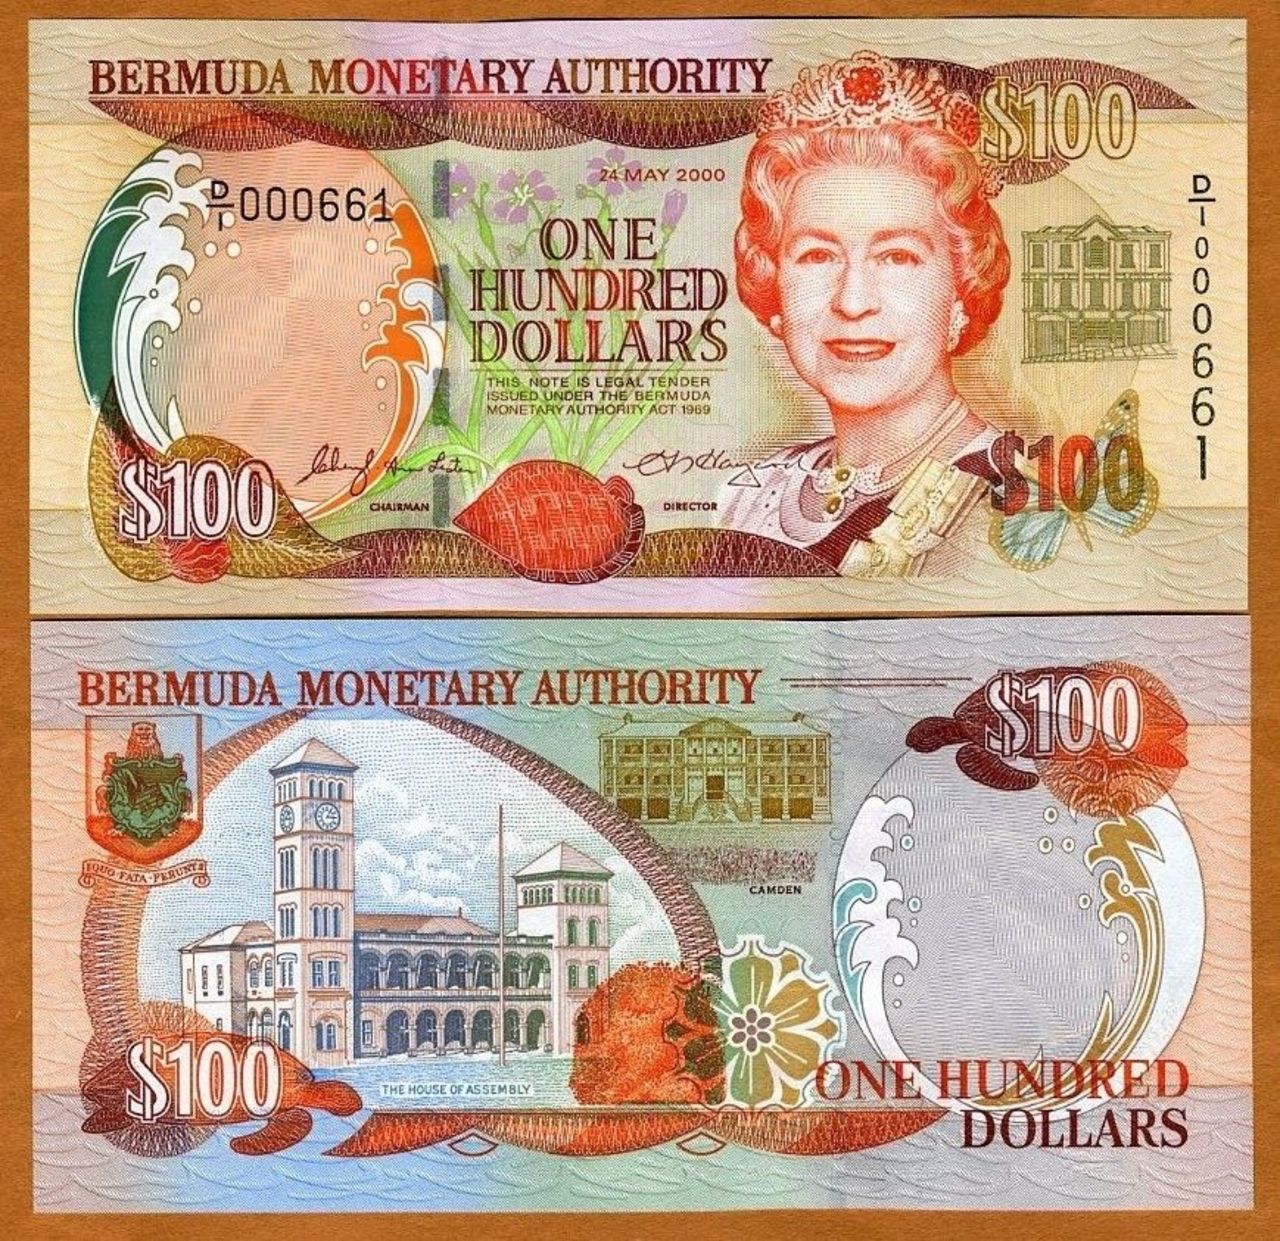 BERMUDA MONETARY AUTHORITY
$100
D/1 000661
24 MAY 2000
D/1 000661
ONE
HUNDRED
DOLLARS
THIS NOTE IS LEGAL TENDER
ISSUED UNDER THE BERMUDA
MONETARY AUTHORITY ACT 1969
$100
CHAIRMAN
DIRECTOR
$100
BERMUDA MONETARY AUTHORITY
$100
QUO FATA FERUNT
CAMDEN
$100
THE HOUSE OF ASSEMBLY
ONE HUNDRED
DOLLARS